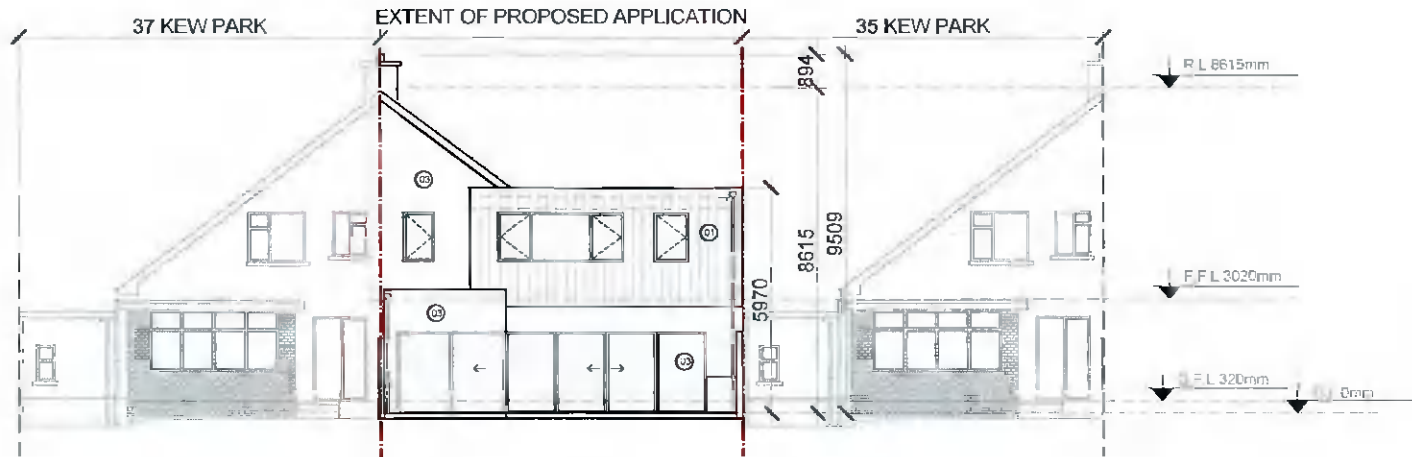 37 KEW PARK
EXTENT OF PROPOSED APPLICATION
35 KEW PARK
894
R.L 8615mm
03
01
8615
9509
5970
F.F.L 3020mm
03
03
F.L 320mm
0mm